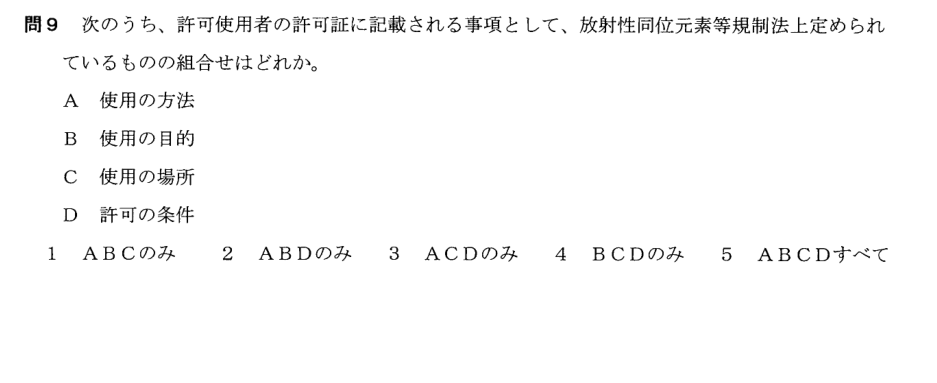 問９　次のうち、許可使用者の許可証に記載される事項として、放射性同位元素等規制法上定められ
ているものの組合せはどれか。
Ａ　使用の方法
Ｂ　使用の目的
Ｃ　使用の場所
Ｄ　許可の条件
１　ＡＢＣのみ　　２　ＡＢＤのみ　　３　ＡＣＤのみ　　４　ＢＣＤのみ　　５　ＡＢＣＤすべて